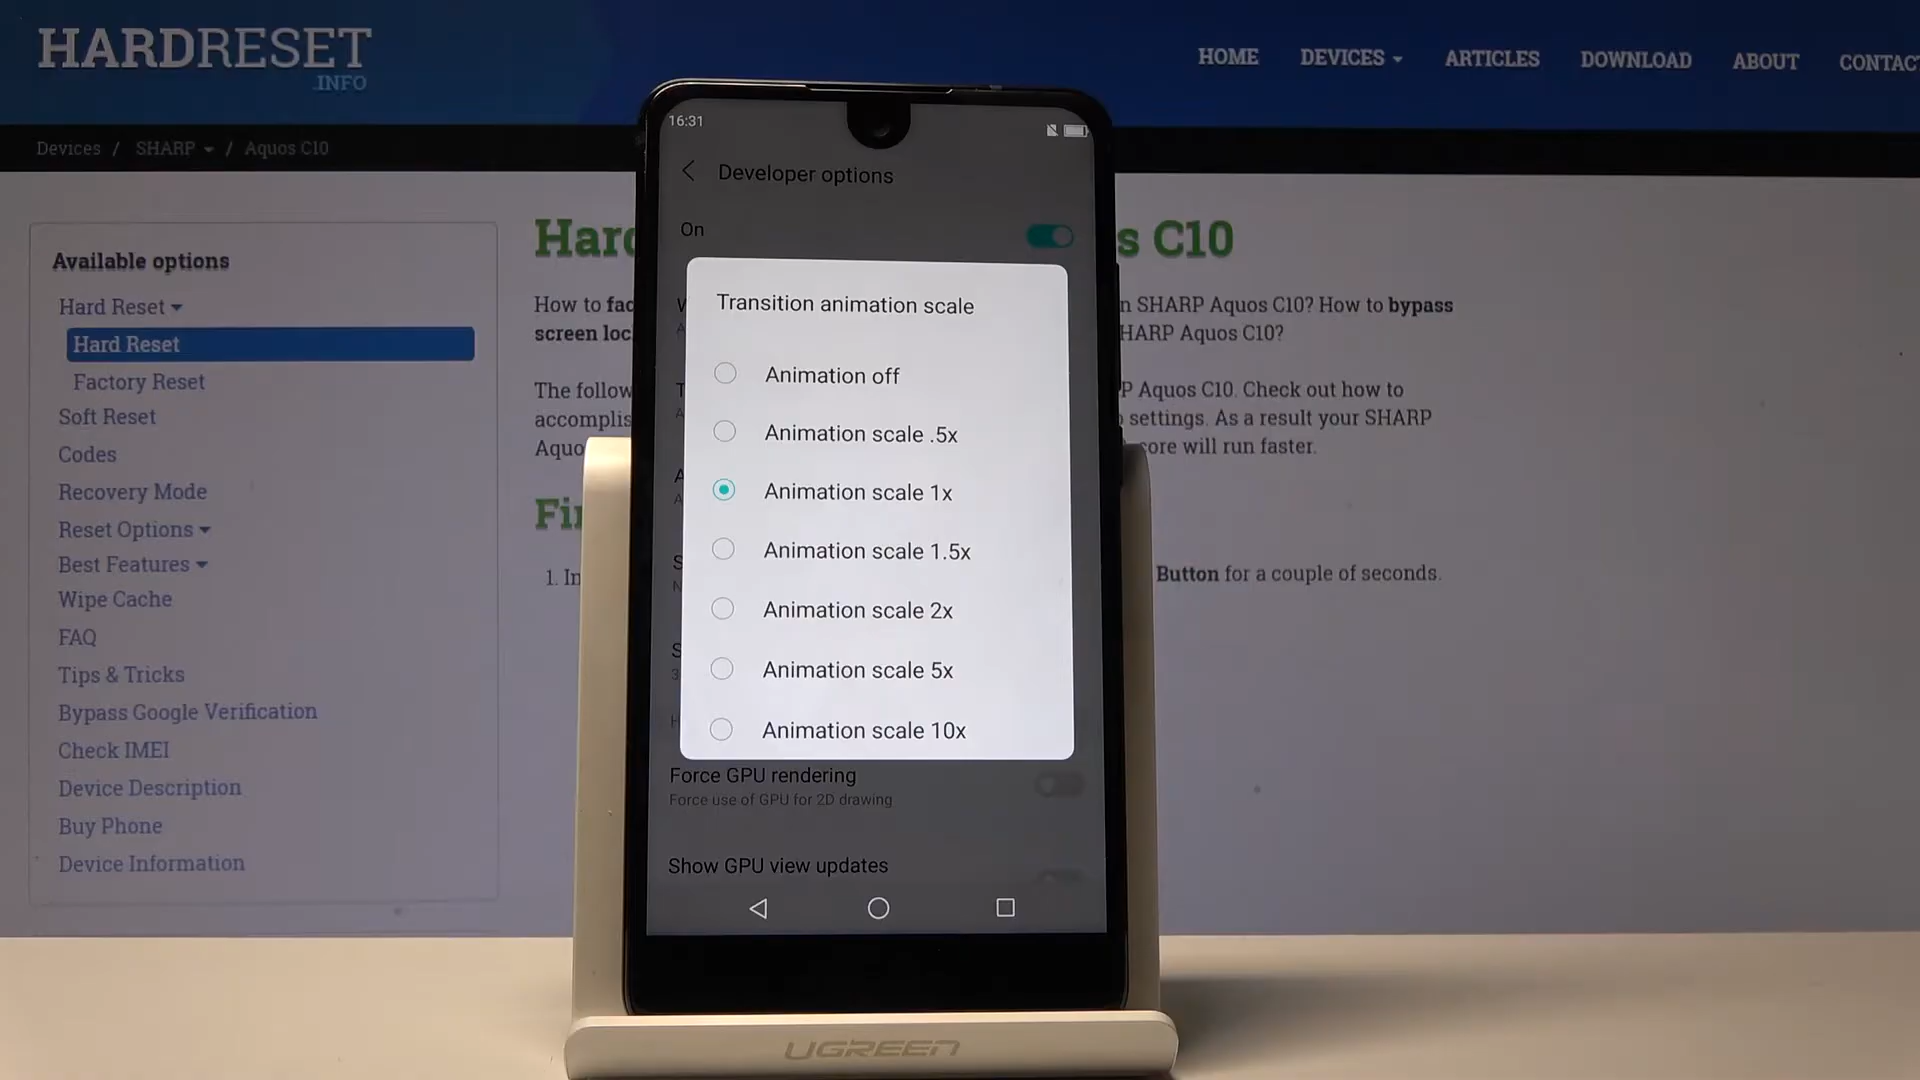 HARDRESET
.INFO
HOME DEVICES ARTICLES DOWNLOAD ABOUT
Devices / SHARP / Aquos C10
Available options
Hard Reset
Hard Reset
Factory Reset
Soft Reset
Codes
Recovery Mode
Reset Options
Best Features
Wipe Cache
FAQ
Tips & Tricks
Bypass Google Verification
Check IMEI
Device Description
Buy Phone
Device Information
C10
How to SHARP Aquos C10? How to bypass
screen Aquos C10?
The Aquos C10. Check out how to
settings. As a result your SHARP
will run faster.
1. Button for a couple of seconds.
16:31
Developer options
On
Transition animation scale
Animation off
Animation scale .5x
Animation scale 1x
Animation scale 1.5x
Animation scale 2x
Animation scale 5x
Animation scale 10x
Force GPU rendering
Force use of GPU for 2D drawing
Show GPU view updates
UGREEN